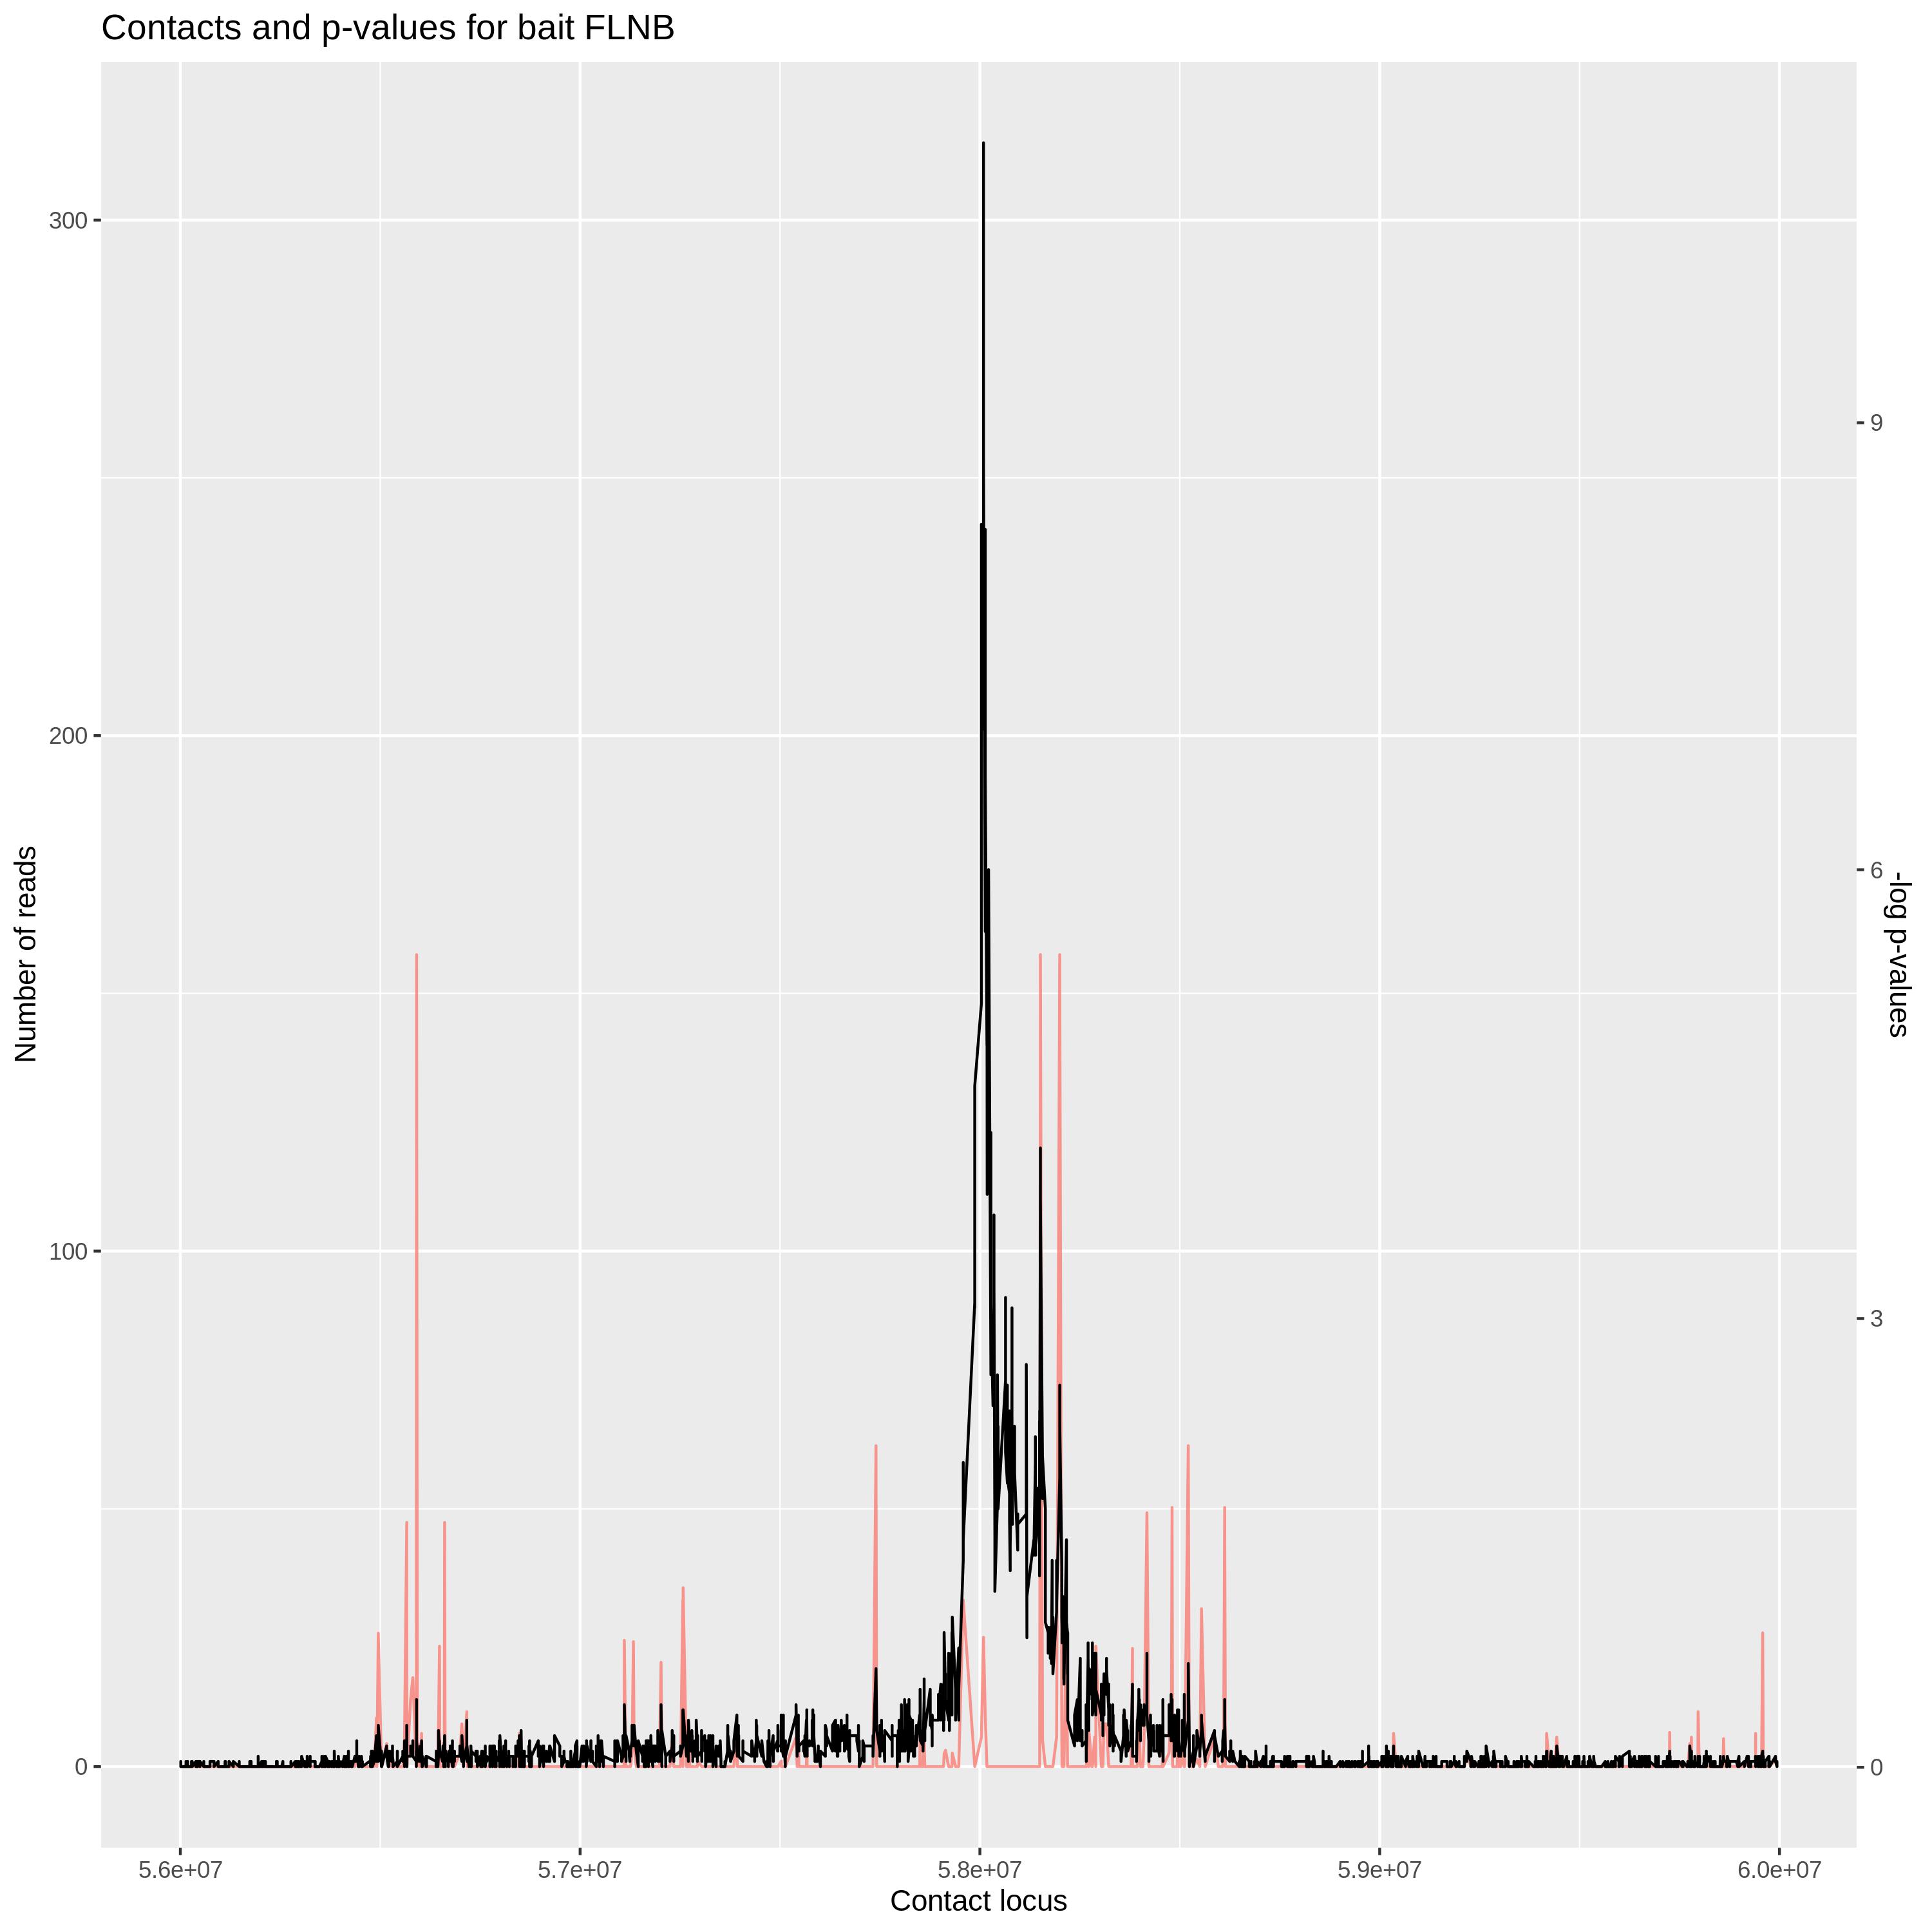 Contacts and p-values for bait FLNB
300
200
100
0
Number of reads
9
6
3
0
-log p-values
5.6e+07
5.7e+07
5.8e+07
5.9e+07
6.0e+07
Contact locus